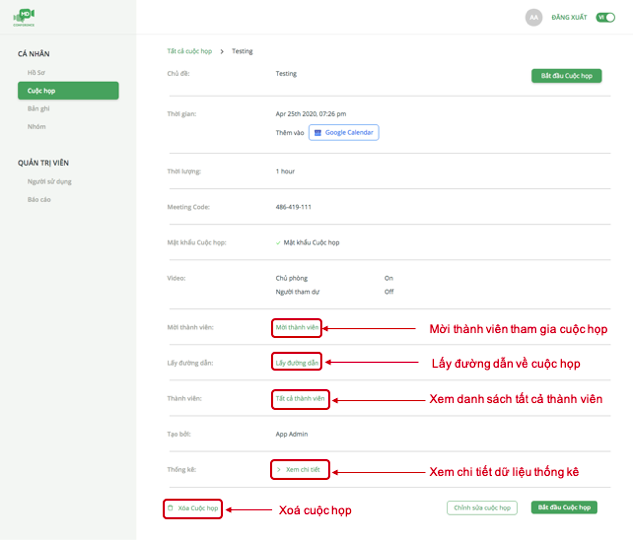 HD
CONFERENCE
AA
ĐĂNG XUẤT
VI
CÁ NHÂN
Hồ Sơ
Cuộc họp
Bản ghi
Nhóm
QUẢN TRỊ VIÊN
Người sử dụng
Báo cáo
Tất cả cuộc họp > Testing
Chủ đề: Testing
Bắt đầu Cuộc họp
Thời gian: Apr 25th 2020, 07:26 pm
Thêm vào Google Calendar
Thời lượng: 1 hour
Meeting Code: 486-419-111
Mật khẩu Cuộc họp: ✓ Mật khẩu Cuộc họp
Video: Chủ phòng On
Người tham dự Off
Mời thành viên: Mời thành viên Mời thành viên tham gia cuộc họp
Lấy đường dẫn: Lấy đường dẫn Lấy đường dẫn về cuộc họp
Thành viên: Tất cả thành viên Xem danh sách tất cả thành viên
Tạo bởi: App Admin
Thống kê: > Xem chi tiết Xem chi tiết dữ liệu thống kê
Xóa Cuộc họp Xoá cuộc họp
Chỉnh sửa cuộc họp Bắt đầu Cuộc họp